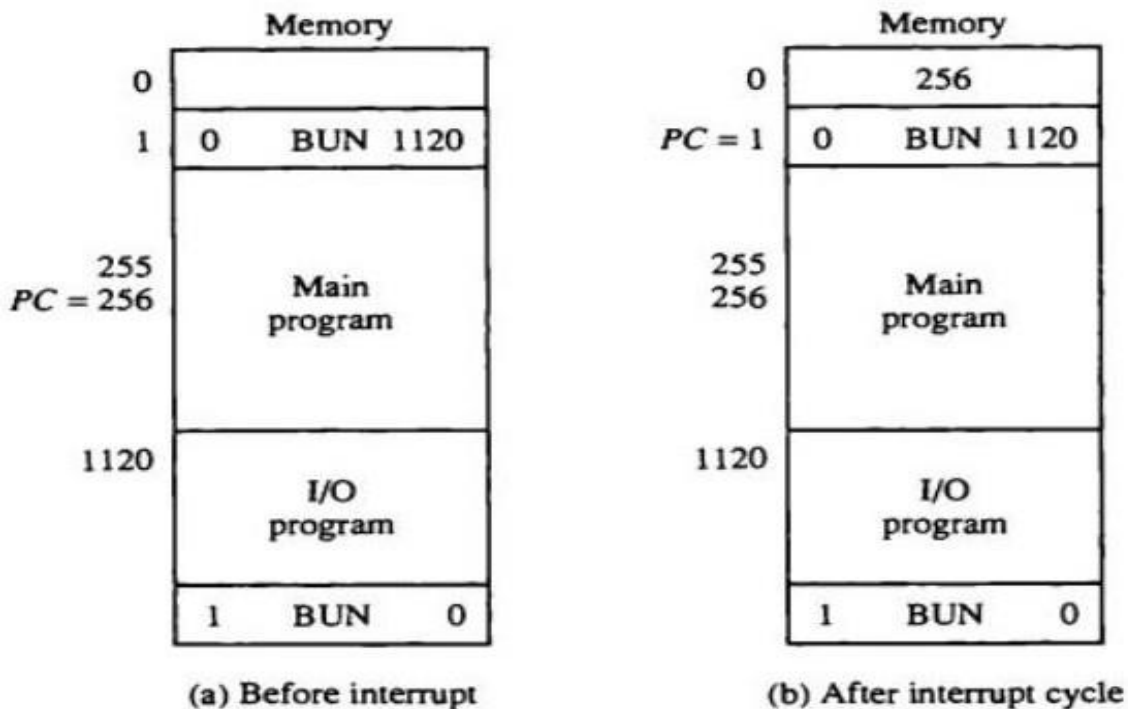 Memory
0
1 0 BUN 1120
255
PC = 256
Main
program
1120
I/O
program
1 BUN 0
(a) Before interrupt
Memory
0 256
PC = 1 0 BUN 1120
255
256
Main
program
1120
I/O
program
1 BUN 0
(b) After interrupt cycle